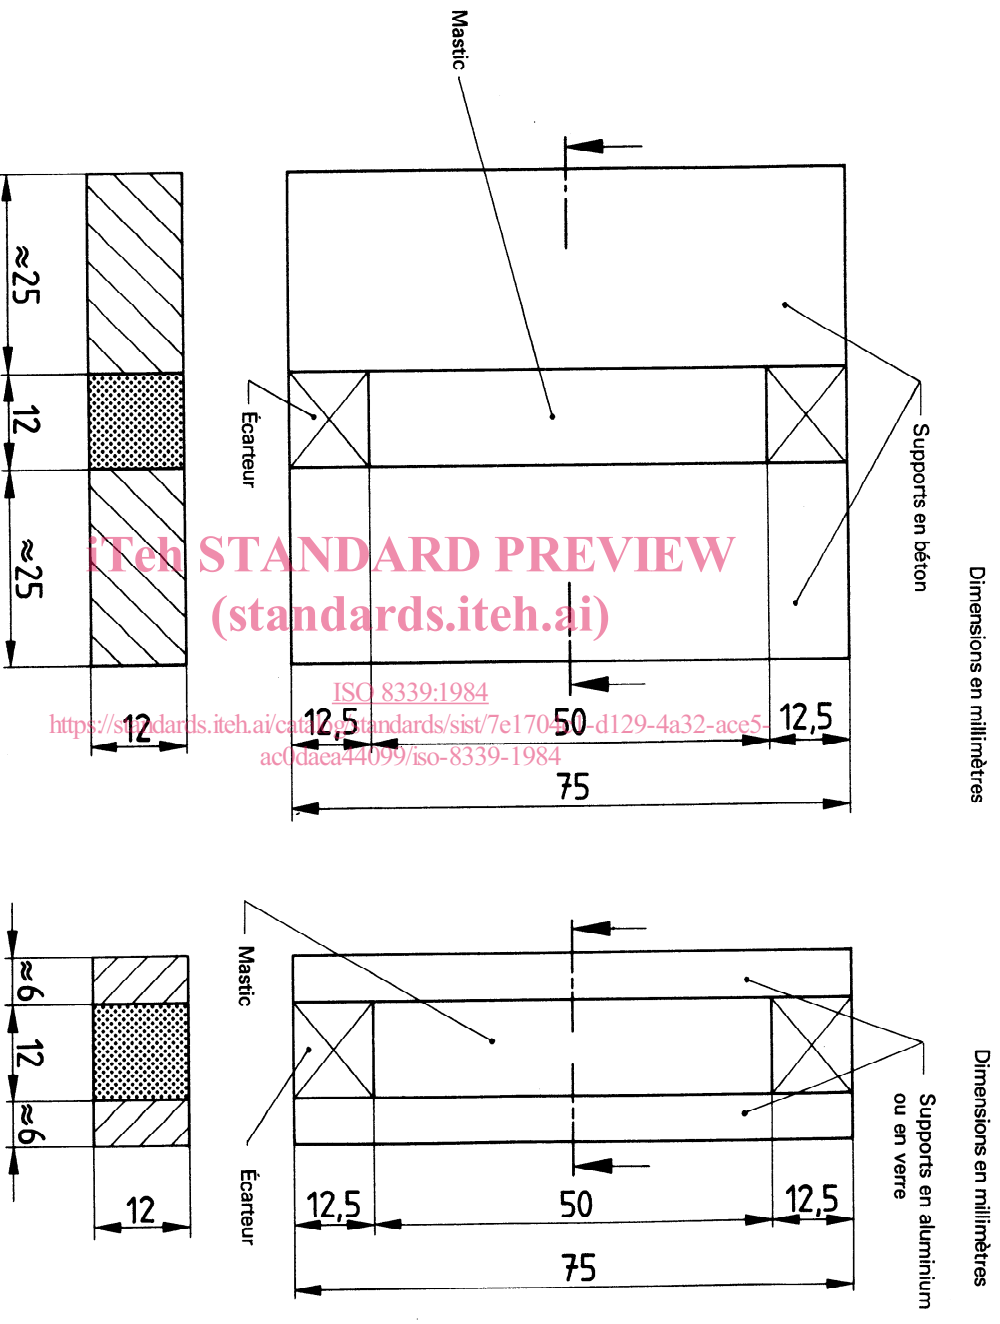 Mastic
≈25
12
≈25
12
Écarteur
Supports en béton
Dimensions en millimètres
12,5
50
12,5
75
iTeh STANDARD PREVIEW
(standards.iteh.ai)
ISO 8339:1984
https://standards.iteh.ai/catalog/standards/sist/7e1704
-d129-4a32-ace5-
ac0daea44099/iso-8339-1984
Mastic
≈6
12
≈6
12
Écarteur
Supports en aluminium
ou en verre
Dimensions en millimètres
12,5
50
12,5
75